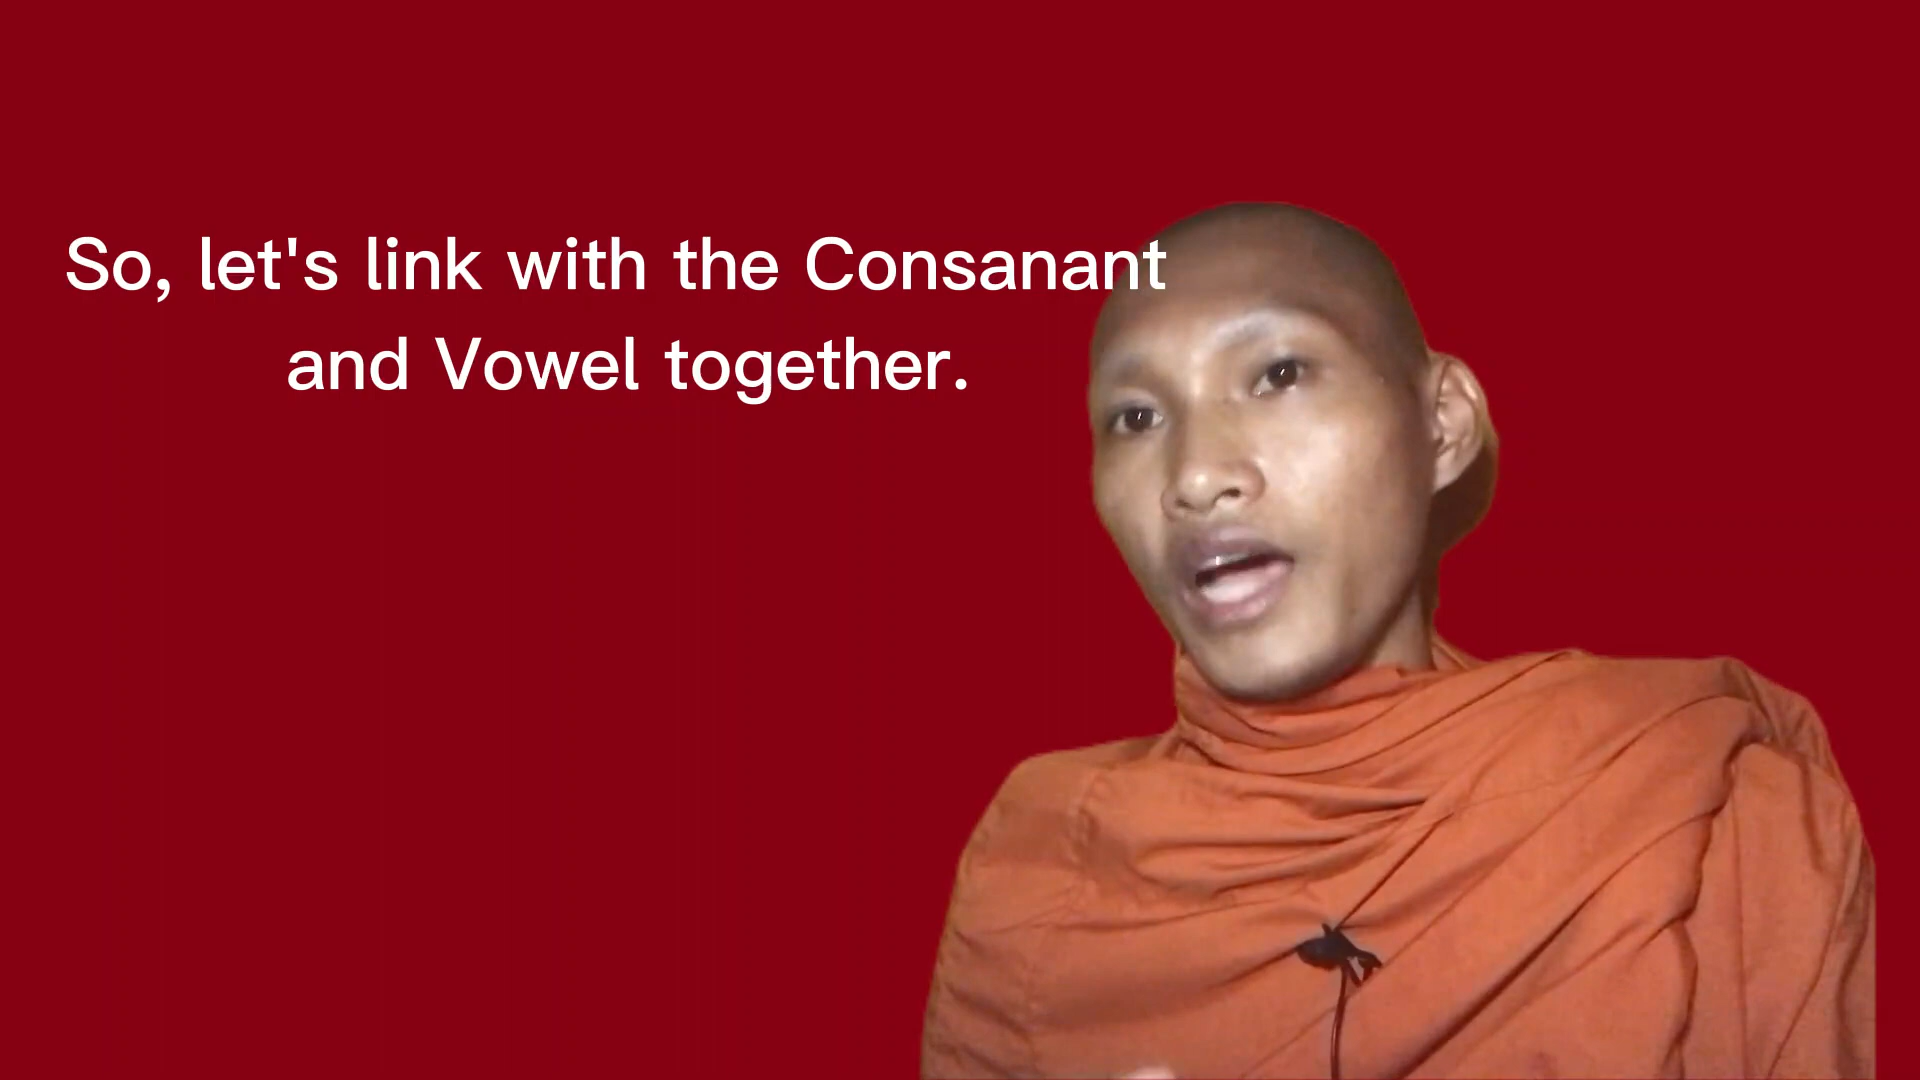 So, let's link with the Consanant
and Vowel together.